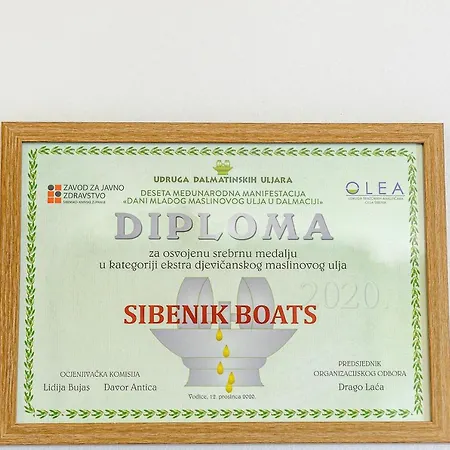 UDRUGA DALMATINSKIH ULJARA
ZAVOD ZA JAVNO
ZDRAVSTVO
DESETA MEĐUNARODNA MANIFESTACIJA
«DANI MLADOG MASLINOVOG ULJA U DALMACIJI»
OLEA
DIPLOMA
za osvojenu srebrnu medalju
u kategoriji ekstra djevičanskog maslinovog ulja
2020.
SIBENIK BOATS
OCJENJIVAČKA KOMISIJA
Lidija Bujas Davor Antica
PREDSJEDNIK
ORGANIZACIJSKOG ODBORA
Drago Laća
Vodice, 12. prosinca 2020.